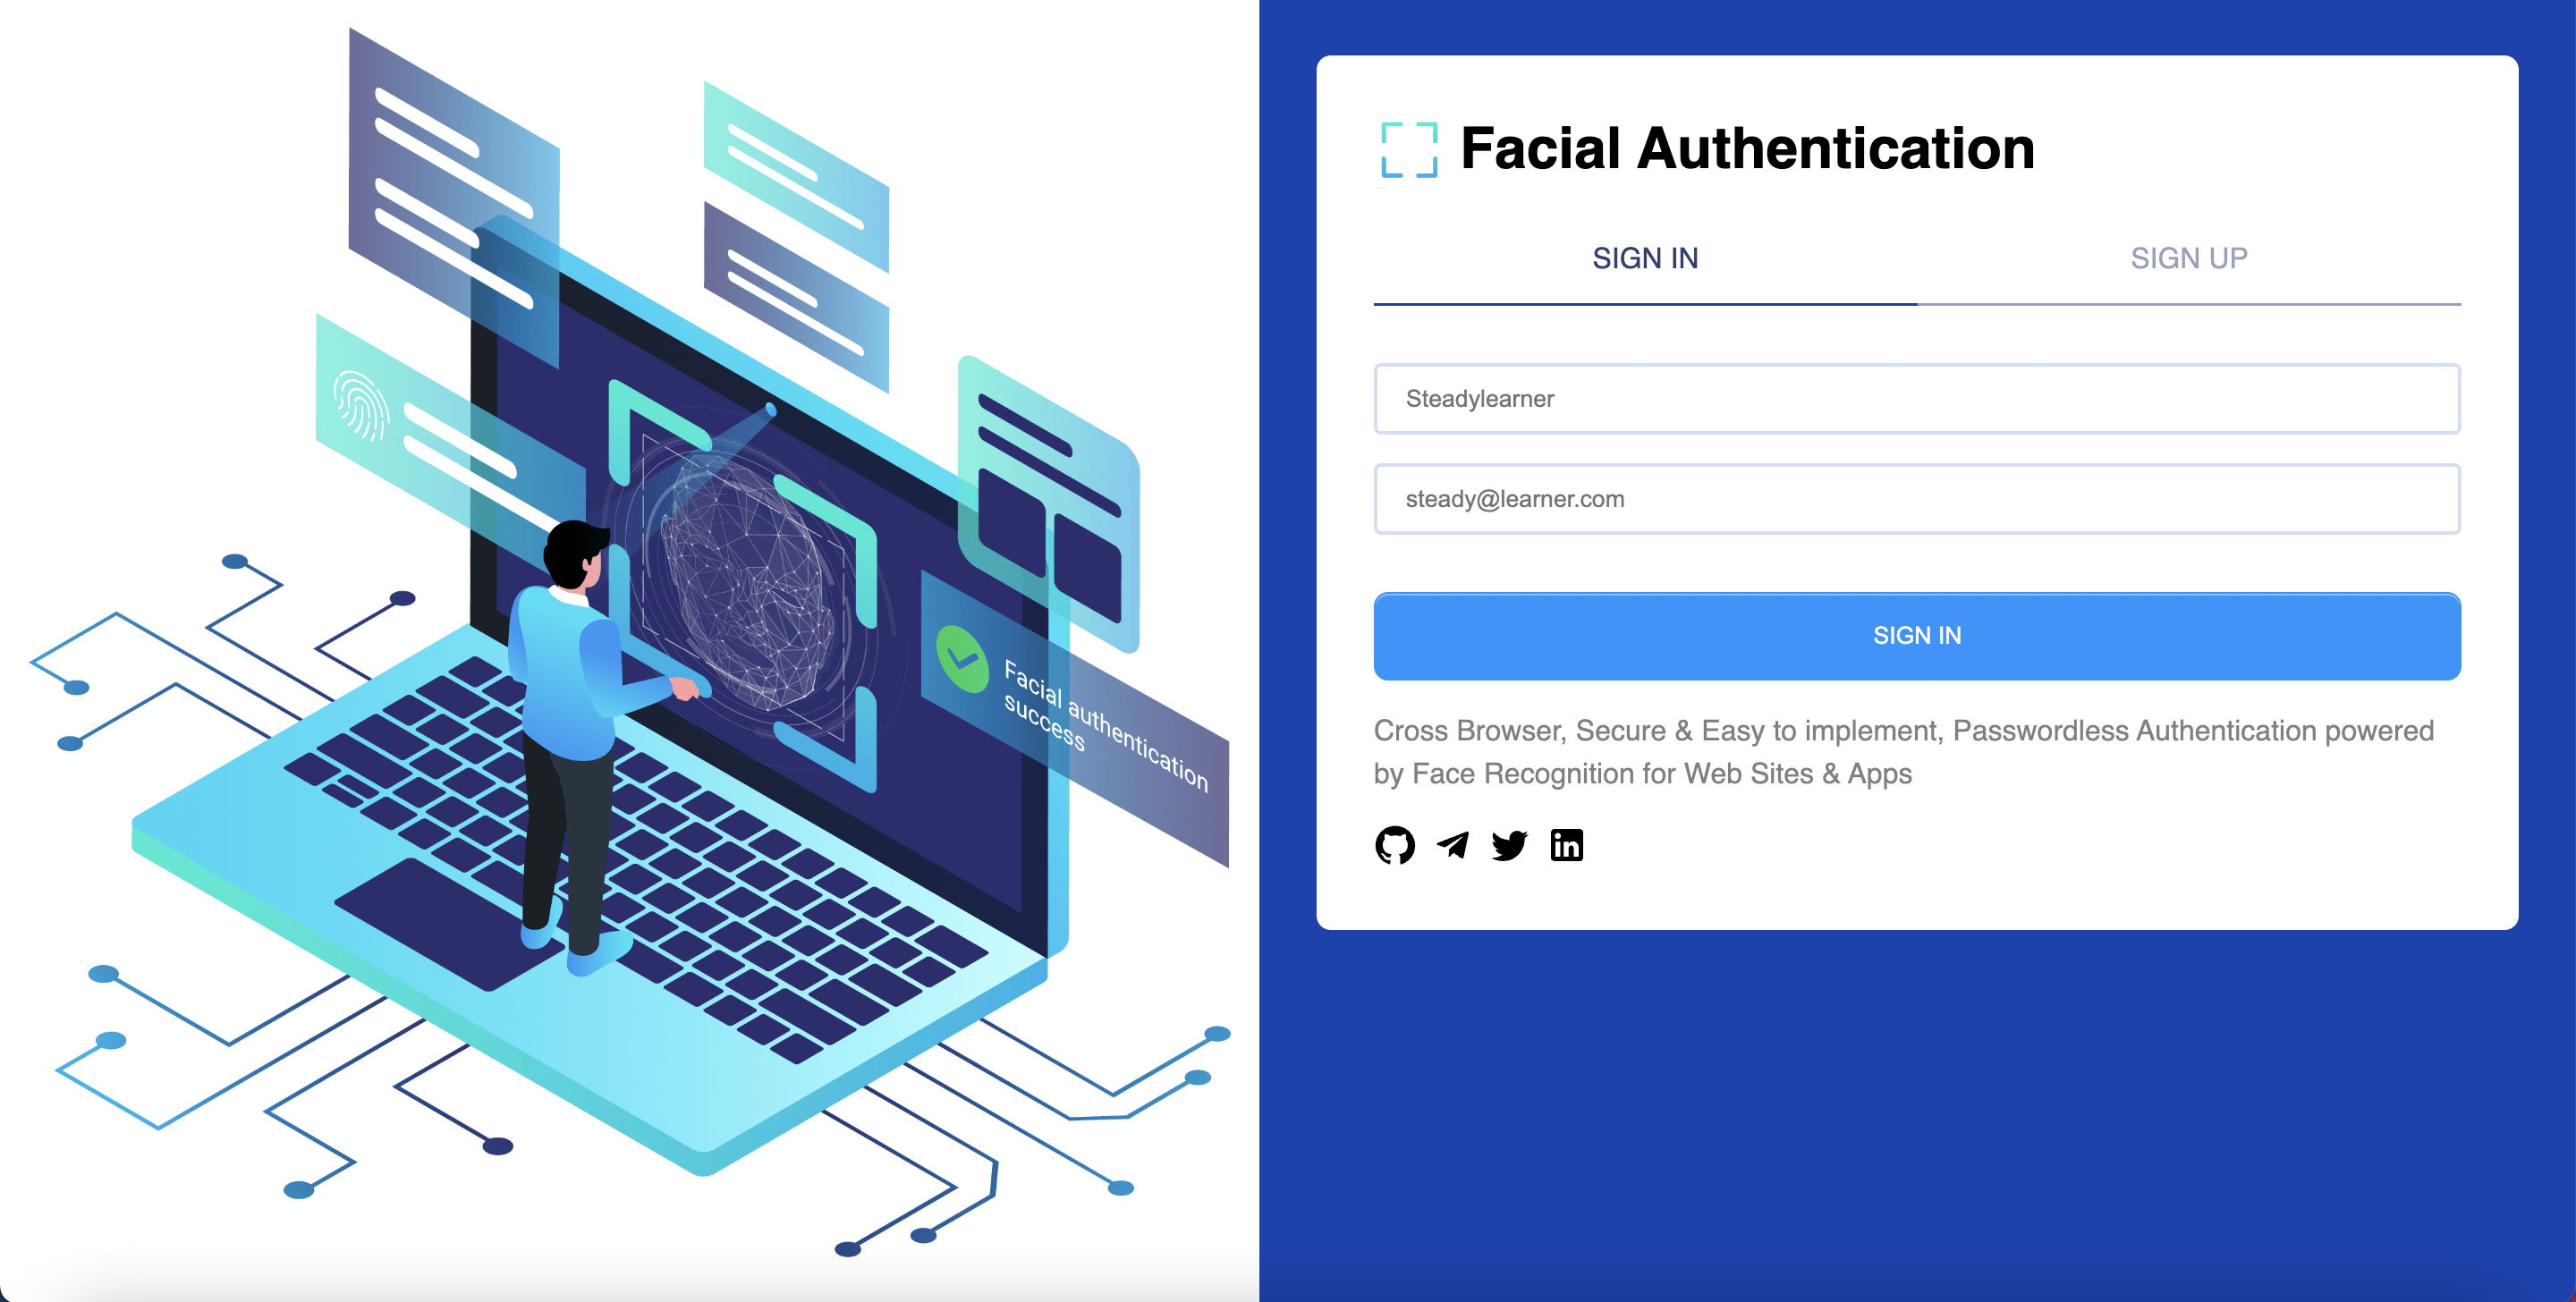 Facial authentication
success
Facial Authentication
SIGN IN
SIGN UP
Steadylearner
steady@learner.com
SIGN IN
Cross Browser, Secure & Easy to implement, Passwordless Authentication powered
by Face Recognition for Web Sites & Apps
in